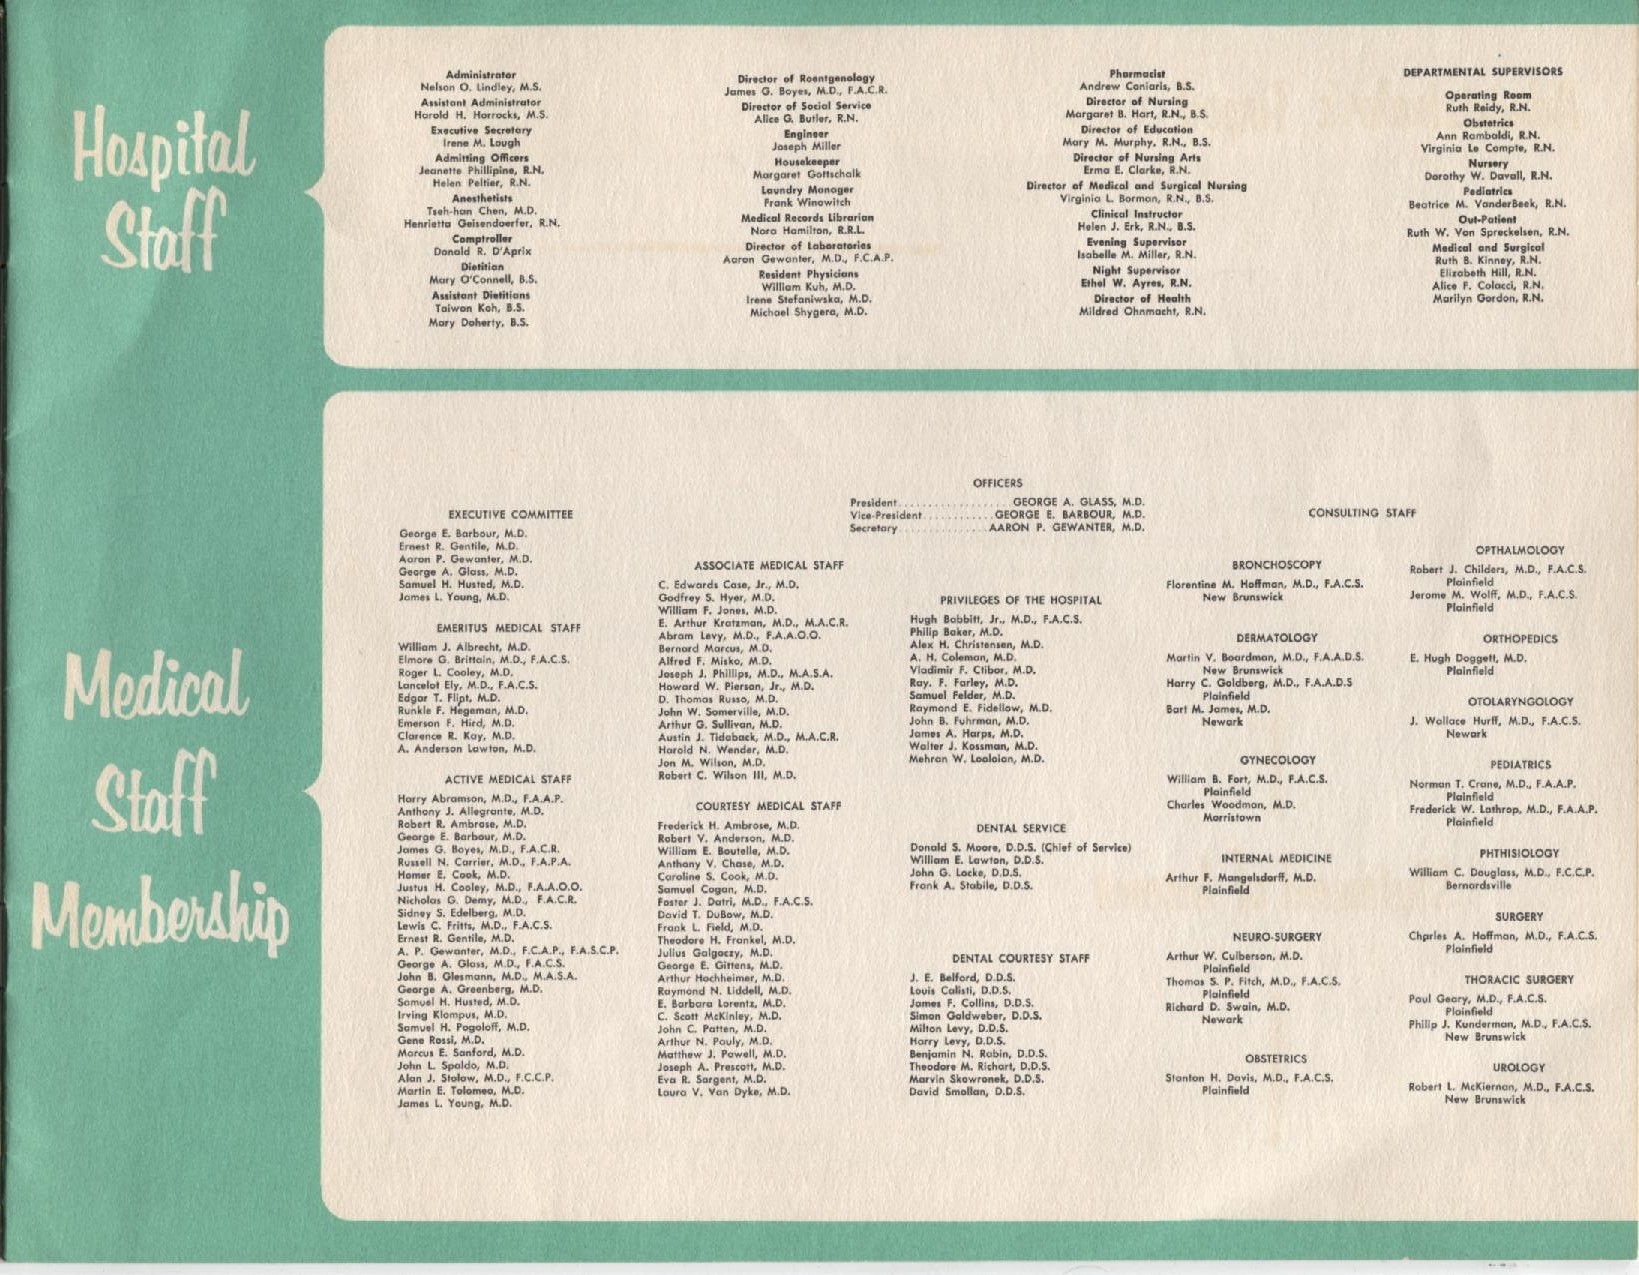 Hospital
Staff
Administrator
Nelson O. Lindley, M.S.
Assistant Administrator
Harold H. Horrocks, M.S.
Executive Secretary
Irene M. Lough
Admitting Officers
Jeanette Phillipine, R.N.
Helen Peltier, R.N.
Anesthetists
Tseh-han Chen, M.D.
Henrietta Geisendaerfer, R.N.
Comptroller
Donald R. D'Aprix
Dietitian
Mary O'Connell, B.S.
Assistant Dietitians
Taiwan Koh, B.S.
Mary Doherty, B.S.
Director of Roentgenology
James G. Boyes, M.D., F.A.C.R.
Director of Social Service
Alice G. Butler, R.N.
Engineer
Joseph Miller
Housekeeper
Margaret Gottschalk
Laundry Manager
Frank Winowitch
Medical Records Librarian
Nora Hamilton, R.R.L.
Director of Laboratories
Aaron Gewanter, M.D., F.C.A.P.
Resident Physicians
William Kuh, M.D.
Irene Stefaniwska, M.D.
Michael Shygera, M.D.
Pharmacist
Andrew Coniaris, B.S.
Director of Nursing
Margaret B. Hart, R.N., B.S.
Director of Education
Mary M. Murphy, R.N., B.S.
Director of Nursing Arts
Erma E. Clarke, R.N.
Director of Medical and Surgical Nursing
Virginia L. Borman, R.N., B.S.
Clinical Instructor
Helen J. Erk, R.N., B.S.
Evening Supervisor
Isabelle M. Miller, R.N.
Night Supervisor
Ethel W. Ayres, R.N.
Director of Health
Mildred Ohnmacht, R.N.
DEPARTMENTAL SUPERVISORS
Operating Room
Ruth Reidy, R.N.
Obstetrics
Ann Rambaldi, R.N.
Virginia Le Compte, R.N.
Nursery
Dorothy W. Davall, R.N.
Pediatrics
Beatrice M. VanderBeek, R.N.
Out-Patient
Ruth W. Von Spreckelsen, R.N.
Medical and Surgical
Ruth B. Kinney, R.N.
Elizabeth Hill, R.N.
Alice F. Colacci, R.N.
Marilyn Gordon, R.N.
Medical
Staff
Membership
OFFICERS
President..................GEORGE A. GLASS, M.D.
Vice-President............GEORGE E. BARBOUR, M.D.
Secretary...............AARON P. GEWANTER, M.D.
EXECUTIVE COMMITTEE
George E. Barbour, M.D.
Ernest R. Gentile, M.D.
Aaron P. Gewanter, M.D.
George A. Glass, M.D.
Samuel H. Husted, M.D.
James L. Young, M.D.
EMERITUS MEDICAL STAFF
William J. Albrecht, M.D.
Elmore G. Brittain, M.D., F.A.C.S.
Roger L. Cooley, M.D.
Lancelot Ely, M.D., F.A.C.S.
Edgar T. Flint, M.D.
Runkle F. Hegeman, M.D.
Emerson F. Hird, M.D.
Clarence R. Kay, M.D.
A. Anderson Lawton, M.D.
ACTIVE MEDICAL STAFF
Harry Abramson, M.D., F.A.A.P.
Anthony J. Allegrante, M.D.
Robert R. Ambrose, M.D.
George E. Barbour, M.D.
James G. Boyes, M.D., F.A.C.R.
Russell N. Carrier, M.D., F.A.P.A.
Homer E. Cook, M.D.
Justus H. Cooley, M.D., F.A.A.O.O.
Nicholas G. Demy, M.D., F.A.C.R.
Sidney S. Edelberg, M.D.
Lewis C. Fritts, M.D., F.A.C.S.
Ernest R. Gentile, M.D.
A. P. Gewanter, M.D., F.C.A.P., F.A.S.C.P.
George A. Glass, M.D., F.A.C.S.
John B. Glesmann, M.D., M.A.S.A.
George A. Greenberg, M.D.
Samuel H. Husted, M.D.
Irving Klompus, M.D.
Samuel H. Pogoloff, M.D.
Gene Rossi, M.D.
Marcus E. Sanford, M.D.
John L. Spaldo, M.D.
Alan J. Stolow, M.D., F.C.C.P.
Martin E. Tolomeo, M.D.
James L. Young, M.D.
ASSOCIATE MEDICAL STAFF
C. Edwards Case, Jr., M.D.
Godfrey S. Hyer, M.D.
William F. Jones, M.D.
E. Arthur Kratzman, M.D., M.A.C.R.
Abram Levy, M.D., F.A.A.O.O.
Bernard Marcus, M.D.
Alfred F. Misko, M.D.
Joseph J. Phillips, M.D., M.A.S.A.
Howard W. Pierson, Jr., M.D.
D. Thomas Russo, M.D.
John W. Somerville, M.D.
Arthur G. Sullivan, M.D.
Austin J. Tidaback, M.D., M.A.C.R.
Harold N. Wender, M.D.
Jon M. Wilson, M.D.
Robert C. Wilson III, M.D.
COURTESY MEDICAL STAFF
Frederick H. Ambrose, M.D.
Robert V. Anderson, M.D.
William E. Boutelle, M.D.
Anthony V. Chase, M.D.
Caroline S. Cook, M.D.
Samuel Cogan, M.D.
Foster J. Datri, M.D., F.A.C.S.
David T. DuBow, M.D.
Frank L. Field, M.D.
Theodore H. Frankel, M.D.
Julius Galgoczy, M.D.
George E. Gittens, M.D.
Arthur Hochheimer, M.D.
Raymond N. Liddell, M.D.
E. Barbara Lorentz, M.D.
C. Scott McKinley, M.D.
John C. Patten, M.D.
Arthur N. Pauly, M.D.
Matthew J. Powell, M.D.
Joseph A. Prescott, M.D.
Eva R. Sargent, M.D.
Laura V. Van Dyke, M.D.
PRIVILEGES OF THE HOSPITAL
Hugh Babbitt, Jr., M.D., F.A.C.S.
Philip Baker, M.D.
Alex H. Christensen, M.D.
A. H. Coleman, M.D.
Vladimir F. Ctibor, M.D.
Ray. F. Farley, M.D.
Samuel Felder, M.D.
Raymond E. Fidellow, M.D.
John B. Fuhrman, M.D.
James A. Harps, M.D.
Walter J. Kossman, M.D.
Mehran W. Looloian, M.D.
DENTAL SERVICE
Donald S. Moore, D.D.S. (Chief of Service)
William E. Lawton, D.D.S.
John G. Locke, D.D.S.
Frank A. Stabile, D.D.S.
DENTAL COURTESY STAFF
J. E. Belford, D.D.S.
Louis Calisti, D.D.S.
James F. Collins, D.D.S.
Simon Goldweber, D.D.S.
Milton Levy, D.D.S.
Harry Levy, D.D.S.
Benjamin N. Rabin, D.D.S.
Theodore M. Richart, D.D.S.
Marvin Skowronek, D.D.S.
David Smollan, D.D.S.
CONSULTING STAFF
BRONCHOSCOPY
Florentine M. Hoffman, M.D., F.A.C.S.
New Brunswick
DERMATOLOGY
Martin V. Boardman, M.D., F.A.A.D.S.
New Brunswick
Harry C. Goldberg, M.D., F.A.A.D.S
Plainfield
Bart M. James, M.D.
Newark
GYNECOLOGY
William B. Fort, M.D., F.A.C.S.
Plainfield
Charles Woodman, M.D.
Morristown
INTERNAL MEDICINE
Arthur F. Mangelsdorff, M.D.
Plainfield
NEURO-SURGERY
Arthur W. Culberson, M.D.
Plainfield
Thomas S. P. Fitch, M.D., F.A.C.S.
Plainfield
Richard D. Swain, M.D.
Newark
OBSTETRICS
Stanton H. Davis, M.D., F.A.C.S.
Plainfield
OPTHALMOLOGY
Robert J. Childers, M.D., F.A.C.S.
Plainfield
Jerome M. Wolff, M.D., F.A.C.S.
Plainfield
ORTHOPEDICS
E. Hugh Doggett, M.D.
Plainfield
OTOLARYNGOLOGY
J. Wallace Hurff, M.D., F.A.C.S.
Newark
PEDIATRICS
Norman T. Crane, M.D., F.A.A.P.
Plainfield
Frederick W. Lathrop, M.D., F.A.A.P.
Plainfield
PHTHISIOLOGY
William C. Douglass, M.D., F.C.C.P.
Bernardsville
SURGERY
Charles A. Hoffman, M.D., F.A.C.S.
Plainfield
THORACIC SURGERY
Paul Geary, M.D., F.A.C.S.
Plainfield
Philip J. Kunderman, M.D., F.A.C.S.
New Brunswick
UROLOGY
Robert L. McKiernan, M.D., F.A.C.S.
New Brunswick